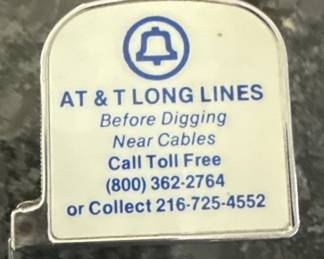 AT & T LONG LINES
Before Digging
Near Cables
Call Toll Free
(800) 362-2764
or Collect 216-725-4552